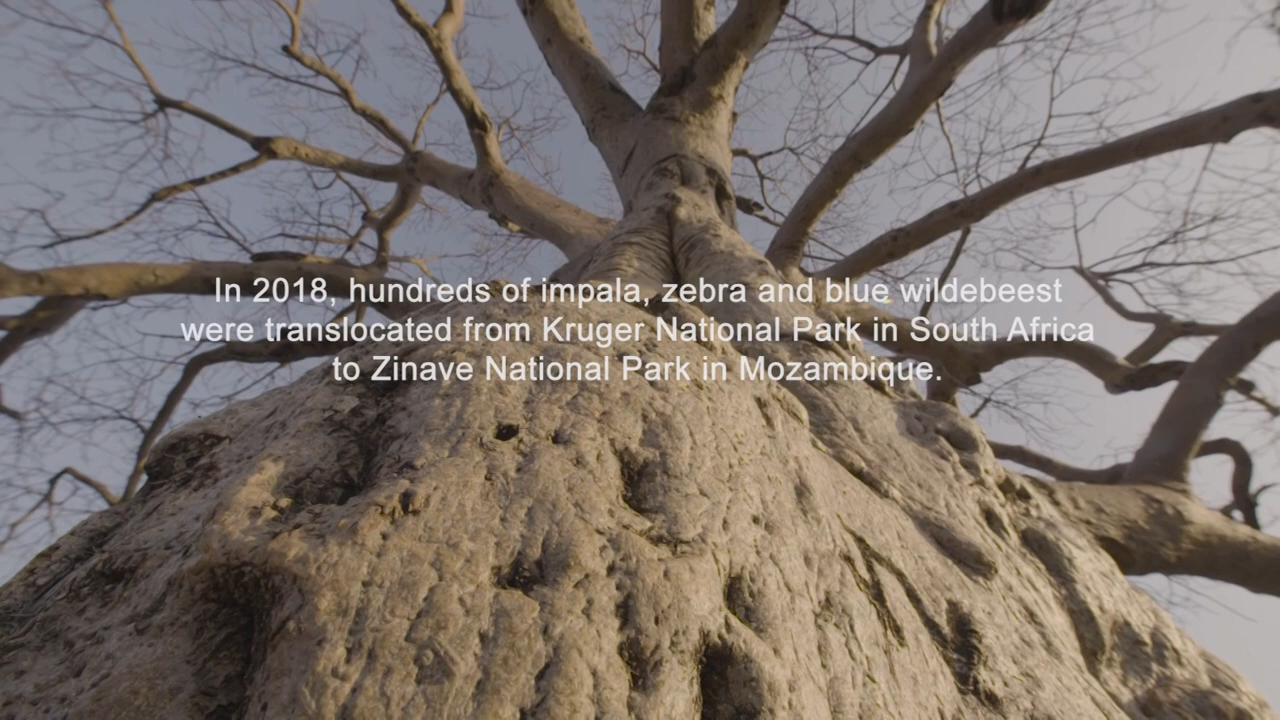 In 2018, hundreds of impala, zebra and blue wildebeest
were translocated from Kruger National Park in South Africa
to Zinave National Park in Mozambique.